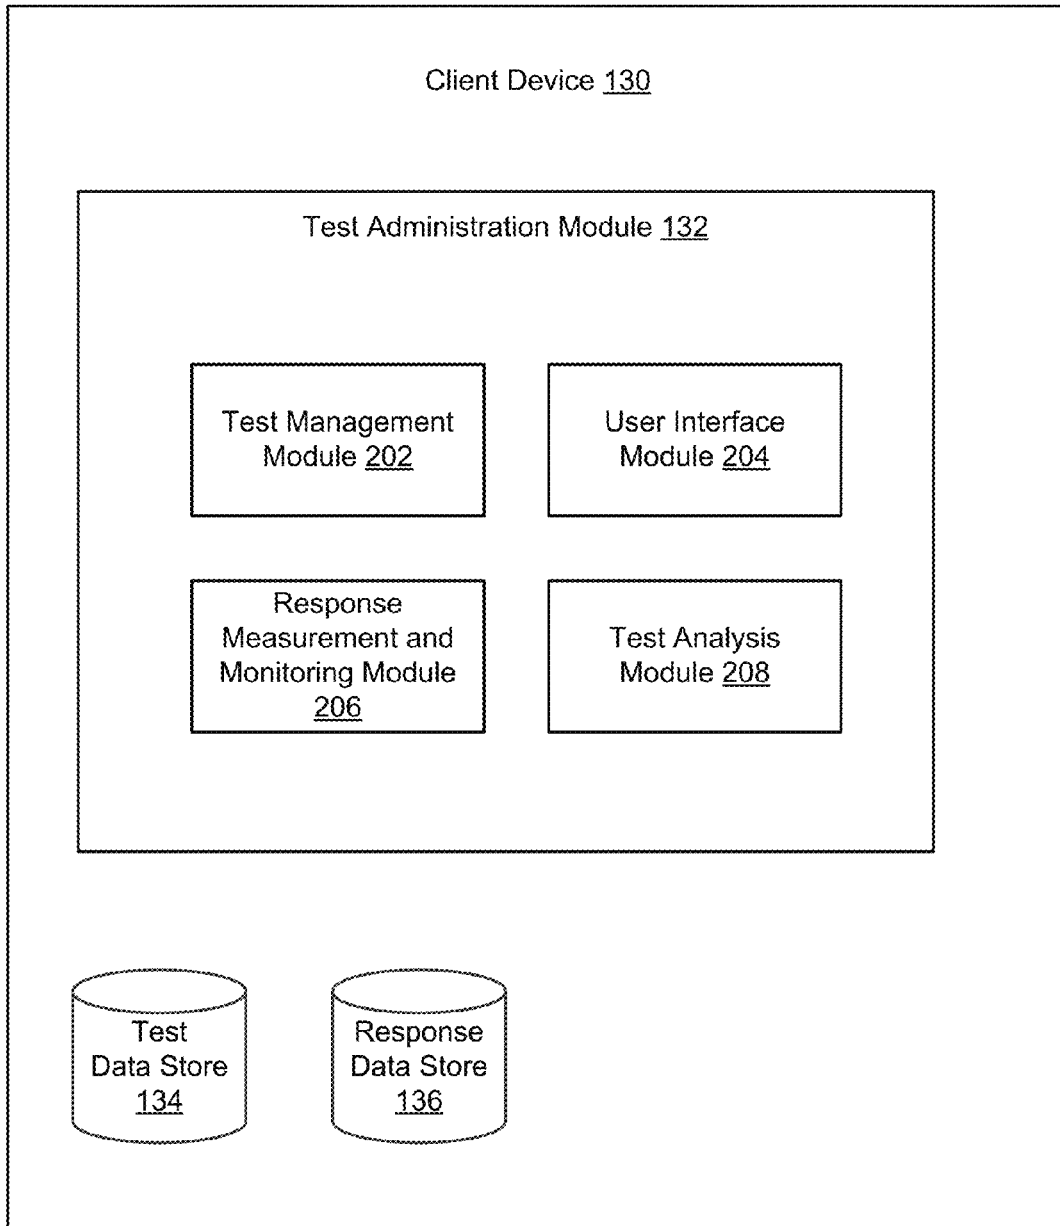 Client Device 130
Test Administration Module 132
Test Management
Module 202
User Interface
Module 204
Response
Measurement and
Monitoring Module
206
Test Analysis
Module 208
Test
Data Store
134
Response
Data Store
136